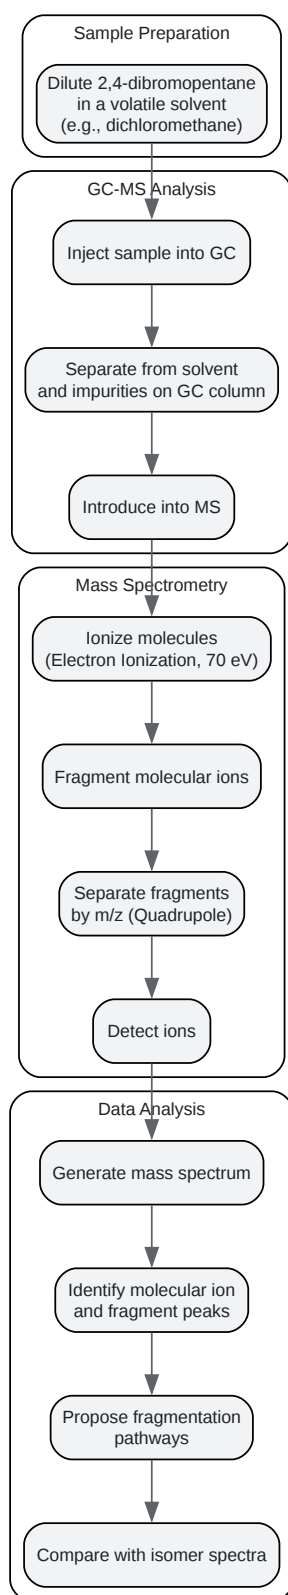 Sample Preparation
Dilute 2,4-dibromopentane
in a volatile solvent
(e.g., dichloromethane)
GC-MS Analysis
Inject sample into GC
Separate from solvent
and impurities on GC column
Introduce into MS
Mass Spectrometry
Ionize molecules
(Electron Ionization, 70 eV)
Fragment molecular ions
Separate fragments
by m/z (Quadrupole)
Detect ions
Data Analysis
Generate mass spectrum
Identify molecular ion
and fragment peaks
Propose fragmentation
pathways
Compare with isomer spectra